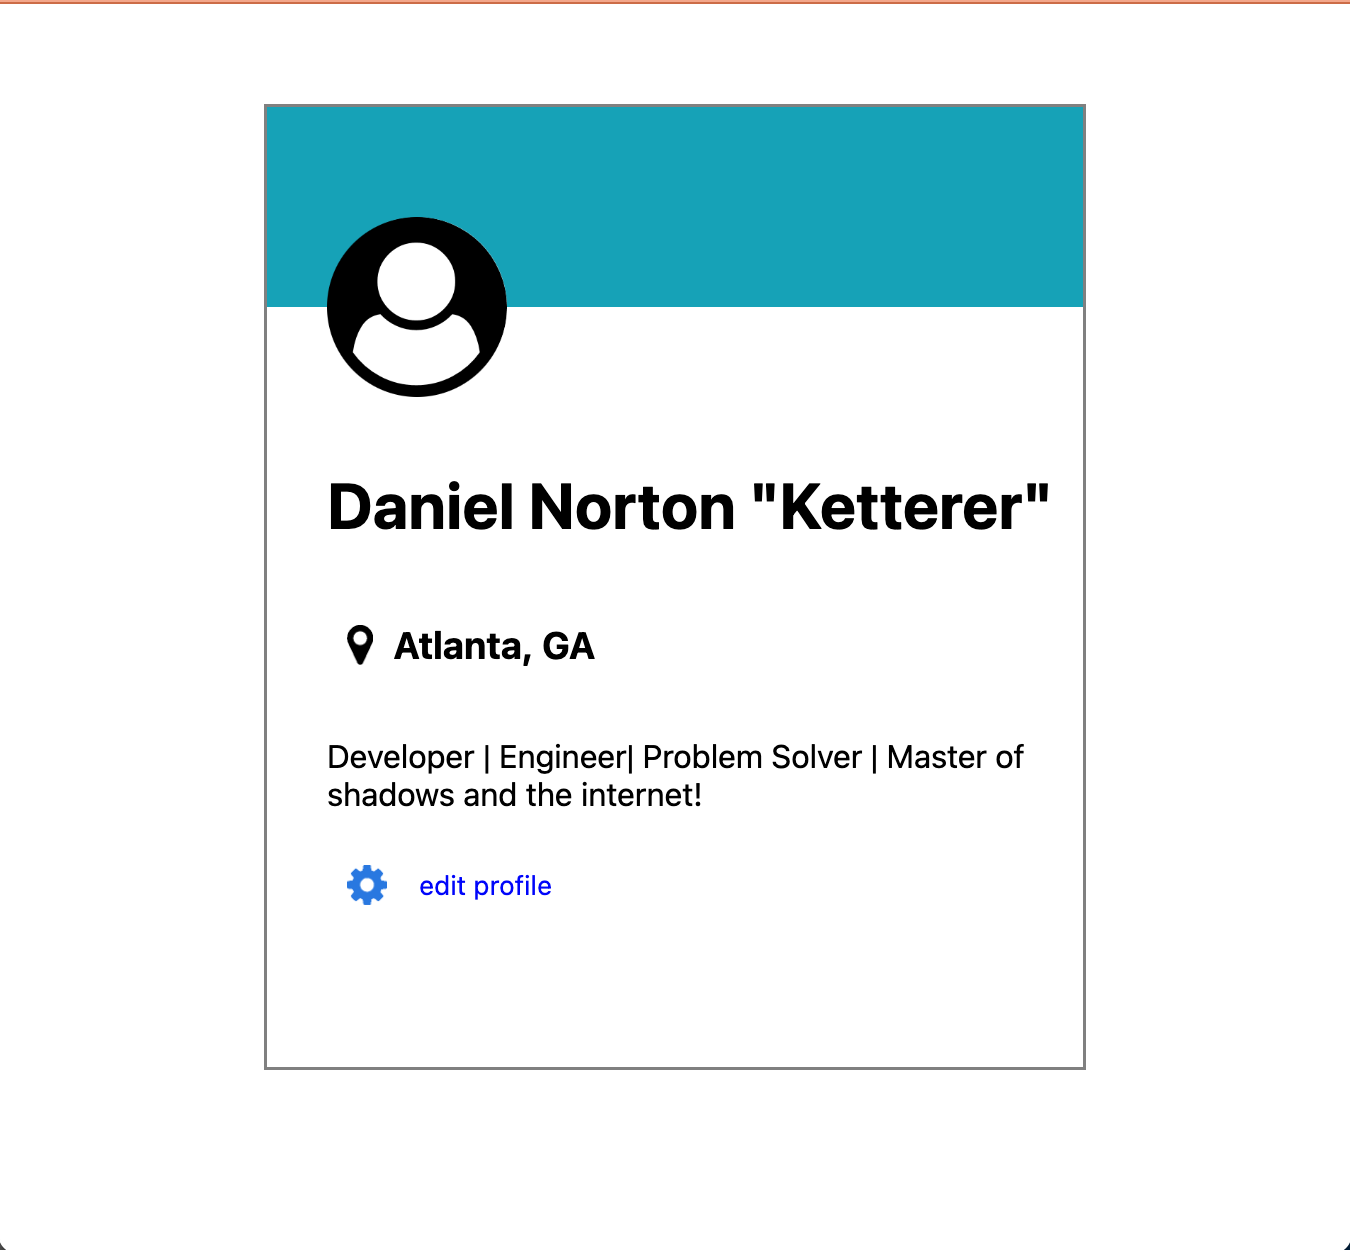 Daniel Norton "Ketterer"
Atlanta, GA
Developer | Engineer| Problem Solver | Master of
shadows and the internet!
edit profile